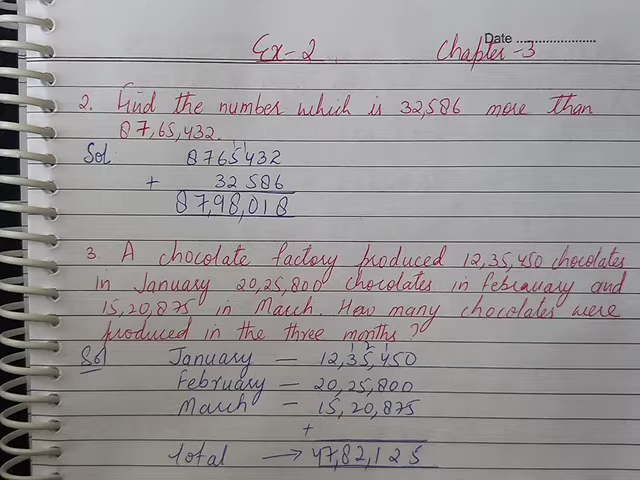 Date ......................
Ex-2 Chapter-3
2. Find the number which is 32,586 more than
87,65,432.
Sol: 8765432
+ 32586
87,98,018
3. A chocolate factory produced 12,35,450 chocolates
in January 20,25,800 chocolates in february and
15,20,875 in March. How many chocolates were
produced in the three months?
Sol January - 12,35,450
February - 20,25,800
March - 15,20,875
+
total → 47,82,125